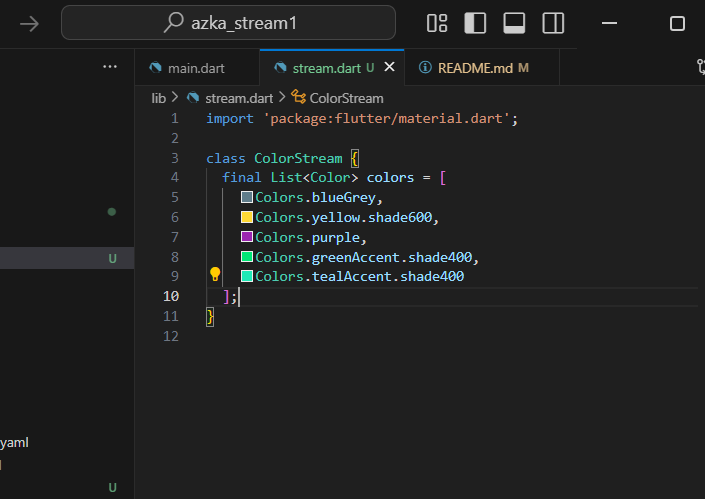 azka_stream1
main.dart
stream.dart U
README.md M
lib > stream.dart > ColorStream
1 import 'package:flutter/material.dart';
2
3 class ColorStream {
4 final List<Color> colors = [
5 Colors.blueGrey,
6 Colors.yellow.shade600,
7 Colors.purple,
8 Colors.greenAccent.shade400,
9 Colors.tealAccent.shade400
10 ];
11 }
12
U
yaml
U